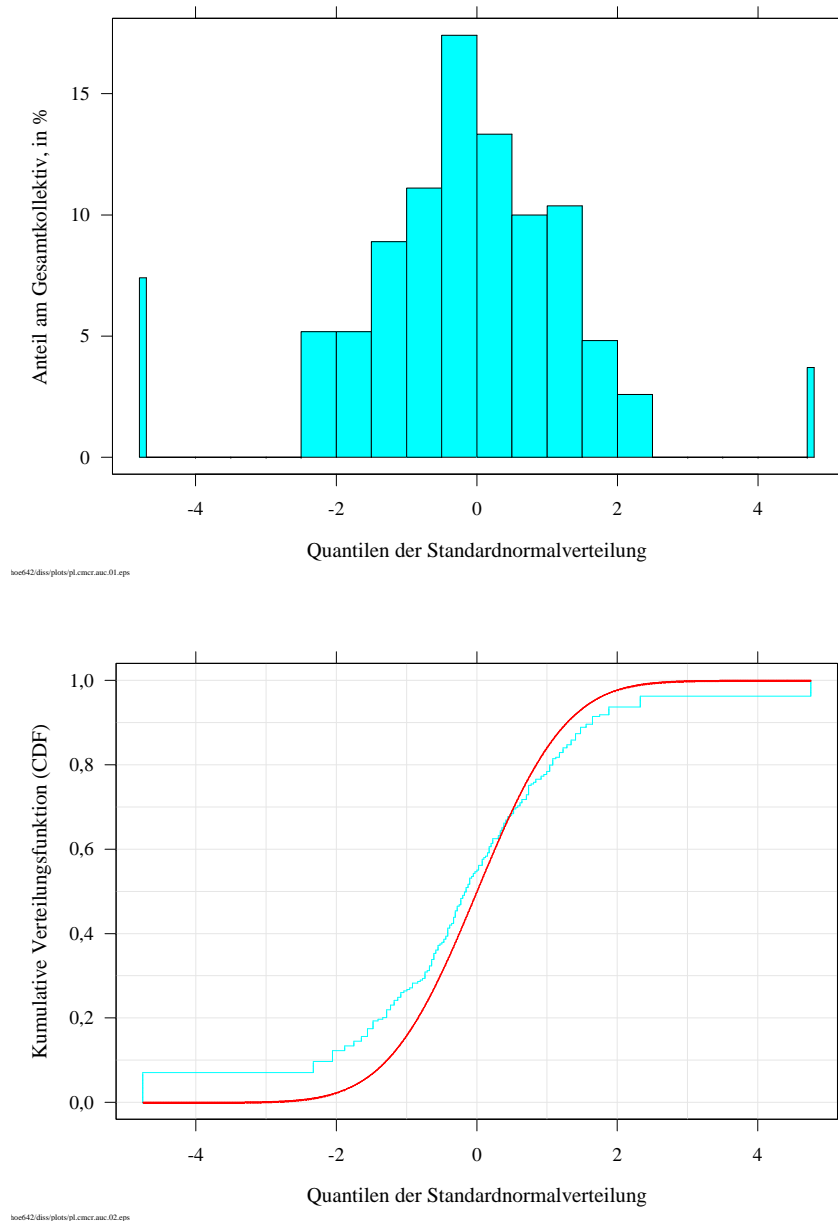 15
10
5
0
Anteil am Gesamtkollektiv, in %
-4 -2 0 2 4
Quantilen der Standardnormalverteilung
hoe642/diss/plots/pl.cmcr.auc.01.eps
1,0
0,8
0,6
0,4
0,2
0,0
Kumulative Verteilungsfunktion (CDF)
-4 -2 0 2 4
Quantilen der Standardnormalverteilung
hoe642/diss/plots/pl.cmcr.auc.02.eps